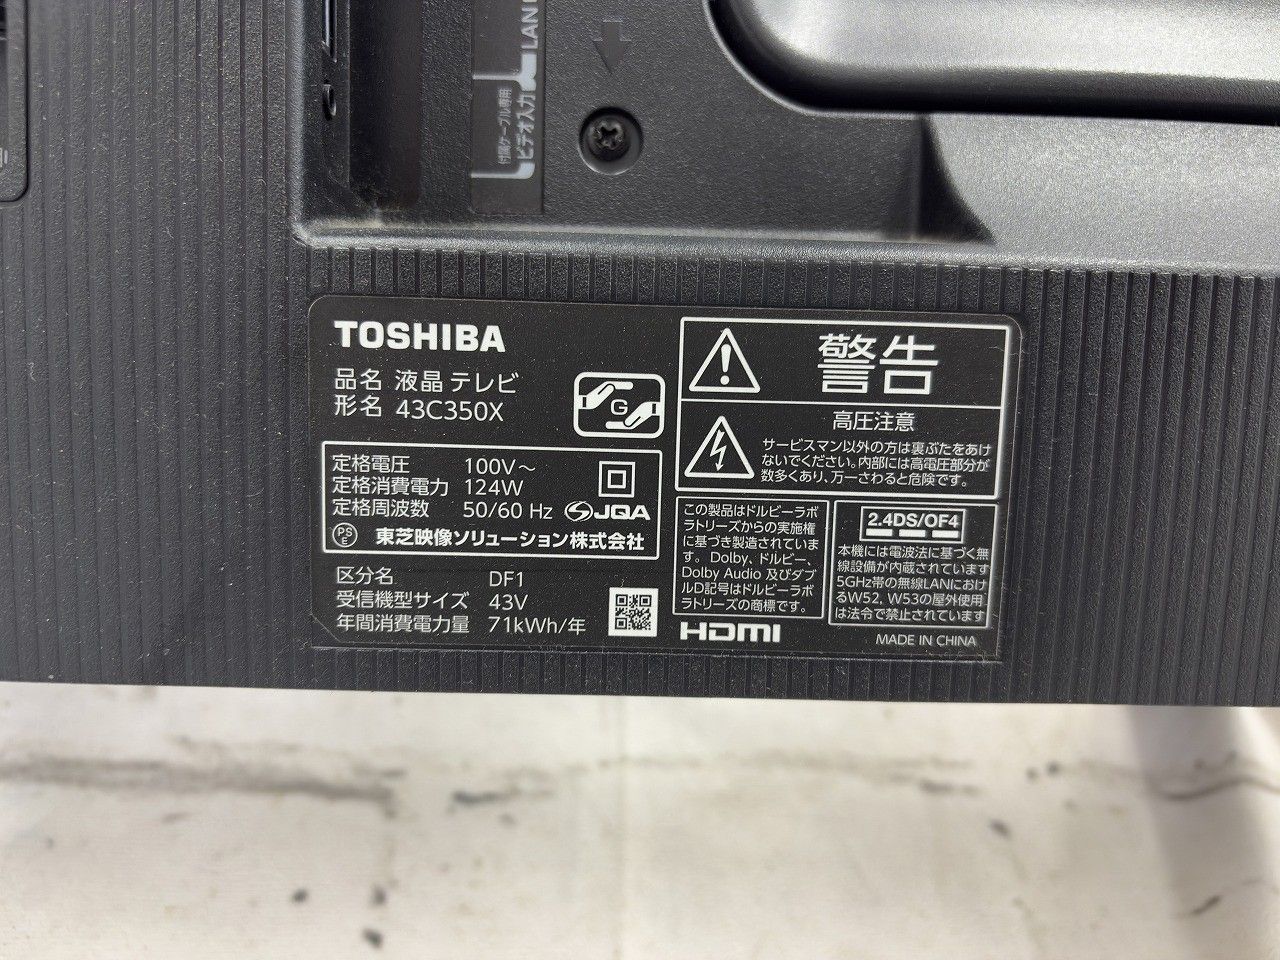 LAN
付属ケーブル専用
ビデオ入力
TOSHIBA
品名 液晶テレビ
形名 43C350X
G
定格電圧 100V～
定格消費電力 124W
定格周波数 50/60 Hz
JQA
PSE
東芝映像ソリューション株式会社
区分名 DF1
受信機型サイズ 43V
年間消費電力量 71kWh/年
警告
高圧注意
サービスマン以外の方は裏ぶたをあけ
ないでください。内部には高電圧部分が
数多くあり、万一さわると危険です。
この製品はドルビーラボ
ラトリーズからの実施権
に基づき製造されていま
す。Dolby、ドルビー、
Dolby Audio 及びダブ
ルD記号はドルビーラボ
ラトリーズの商標です。
2.4DS/OF4
本機には電波法に基づく無
線設備が内蔵されています
5GHz帯の無線LANにおけ
るW52, W53の屋外使用
は法令で禁止されています
HDMI
MADE IN CHINA